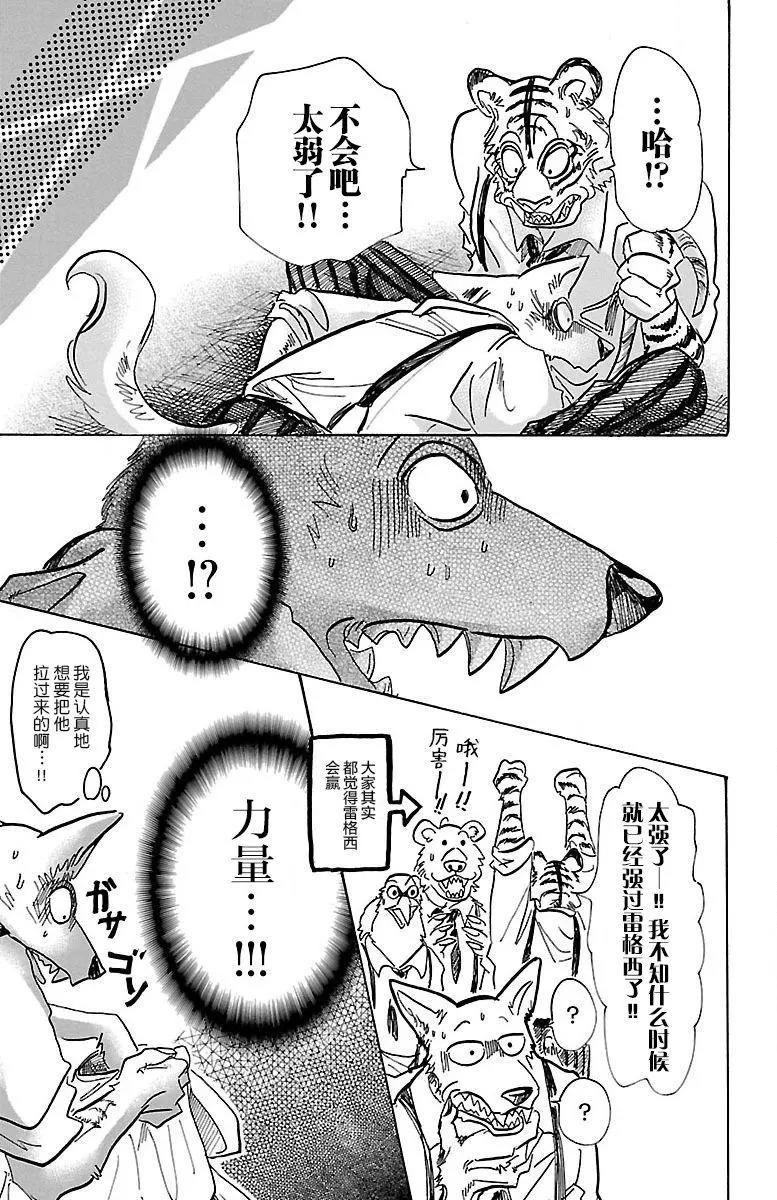 …哈!?
不会吧…
太弱了!!
…!?
太强了—!! 我不知什么时候
就已经强过雷格西了!!
哦—!!
厉害—!!
大家其实
都觉得雷格西
会赢
?
?
力量…!!!
我是认真地
想要把他
拉过来的啊…!!
ガサ
ゴソ